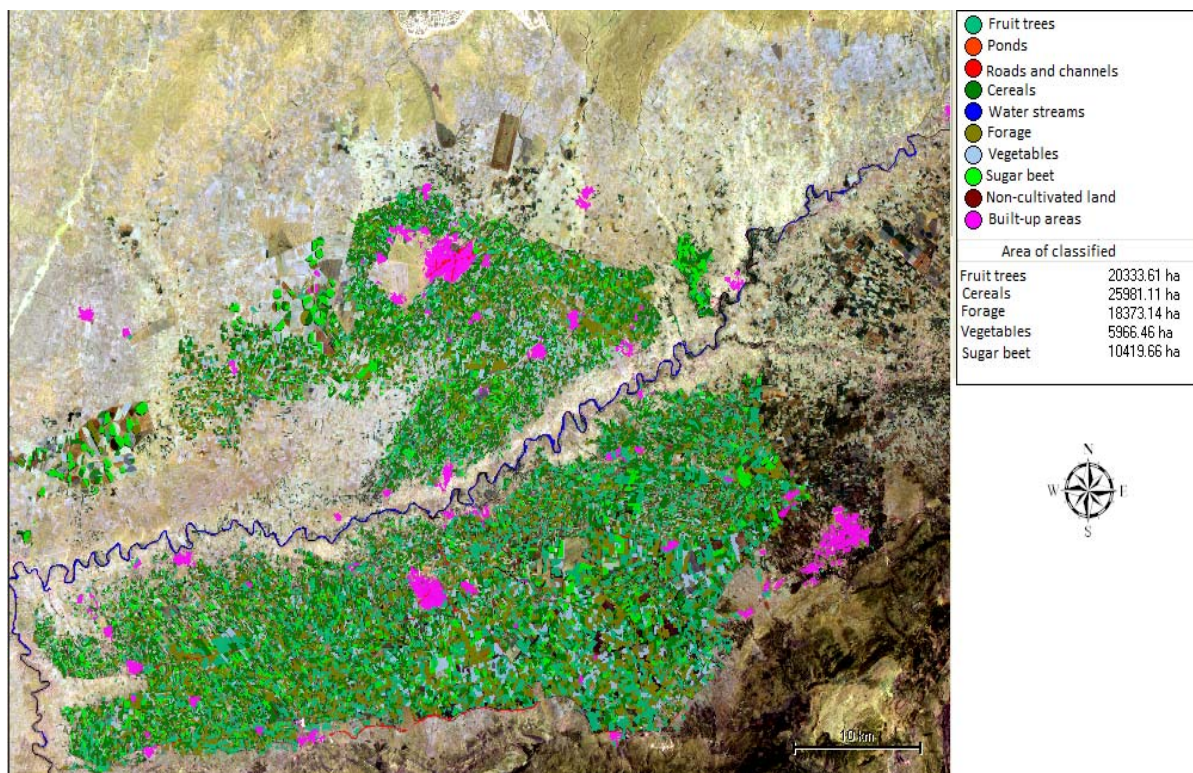 Fruit trees
Ponds
Roads and channels
Cereals
Water streams
Forage
Vegetables
Sugar beet
Non-cultivated land
Built-up areas
Area of classified
Fruit trees 20333.61 ha
Cereals 25981.11 ha
Forage 18373.14 ha
Vegetables 5966.46 ha
Sugar beet 10419.66 ha
N
W E
S
10 km